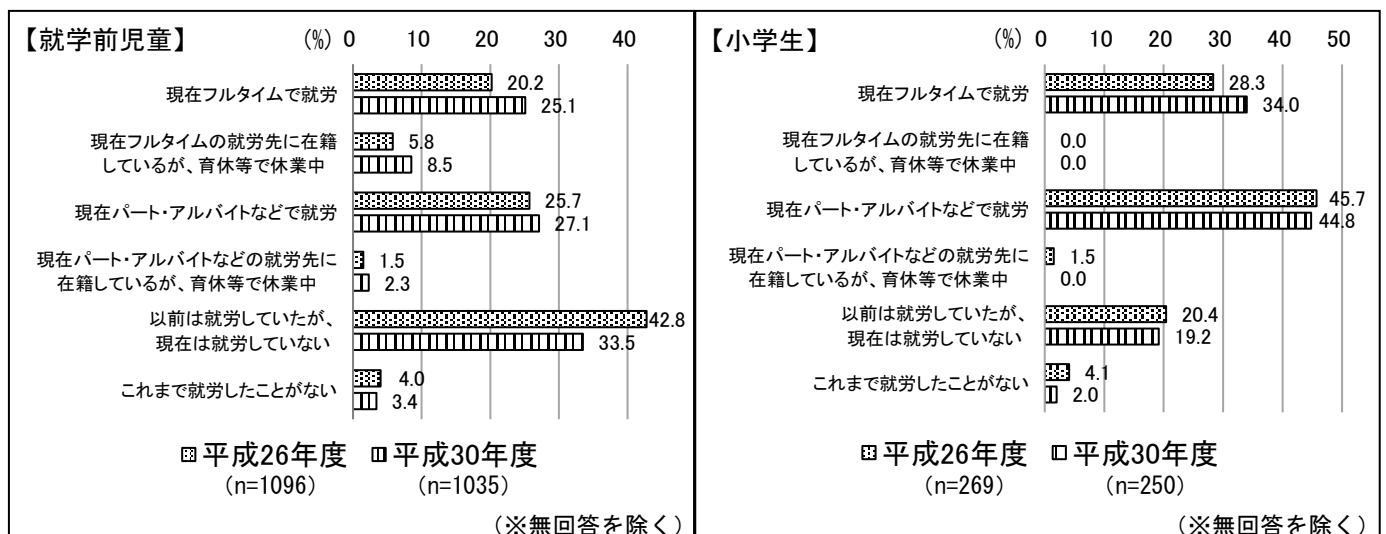 【就学前児童】 (%) 0 10 20 30 40
現在フルタイムで就労
20.2
25.1
現在フルタイムの就労先に在籍
しているが、育休等で休業中
5.8
8.5
現在パート・アルバイトなどで就労
25.7
27.1
現在パート・アルバイトなどの就労先に
在籍しているが、育休等で休業中
1.5
2.3
以前は就労していたが、
現在は就労していない
42.8
33.5
これまで就労したことがない
4.0
3.4
平成26年度 平成30年度
(n=1096) (n=1035)
(※無回答を除く)
【小学生】 (%) 0 10 20 30 40 50
現在フルタイムで就労
28.3
34.0
現在フルタイムの就労先に在籍
しているが、育休等で休業中
0.0
0.0
現在パート・アルバイトなどで就労
45.7
44.8
現在パート・アルバイトなどの就労先に
在籍しているが、育休等で休業中
1.5
0.0
以前は就労していたが、
現在は就労していない
20.4
19.2
これまで就労したことがない
4.1
2.0
平成26年度 平成30年度
(n=269) (n=250)
(※無回答を除く)